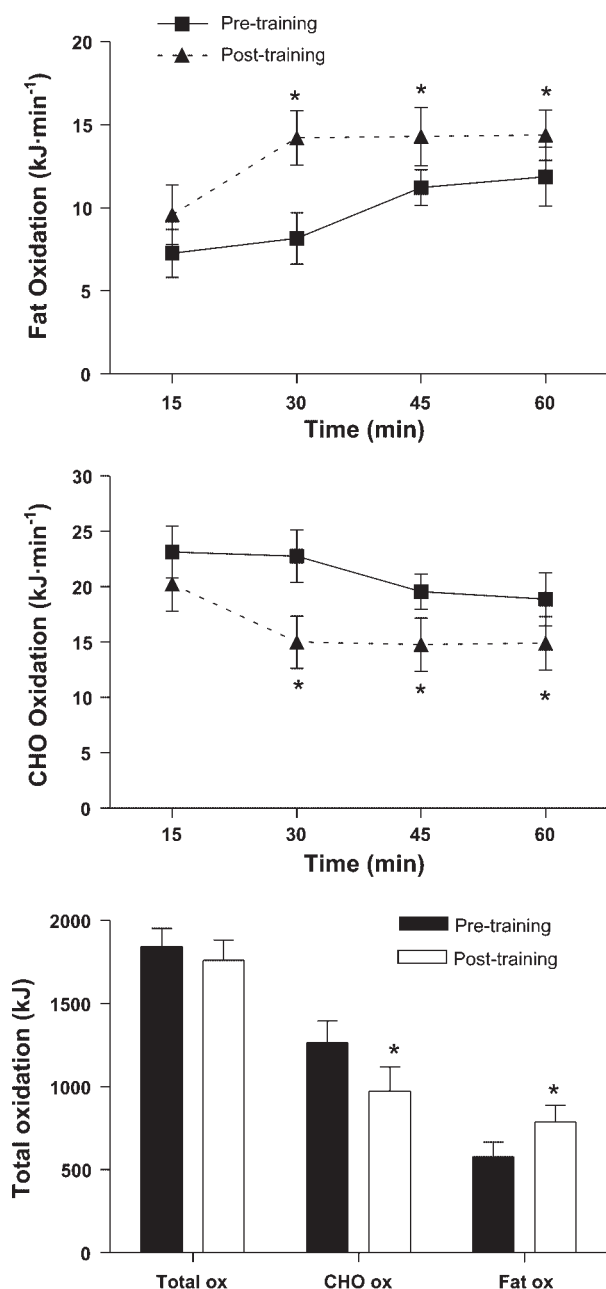 Pre-training
Post-training
Fat Oxidation (kJ·min⁻¹)
20
*
*
*
15
10
5
0
15 30 45 60
Time (min)
CHO Oxidation (kJ·min⁻¹)
30
25
20
15
*
*
*
10
5
0
15 30 45 60
Time (min)
Total oxidation (kJ)
2000
Pre-training
Post-training
1500
*
1000
*
500
0
Total ox CHO ox Fat ox